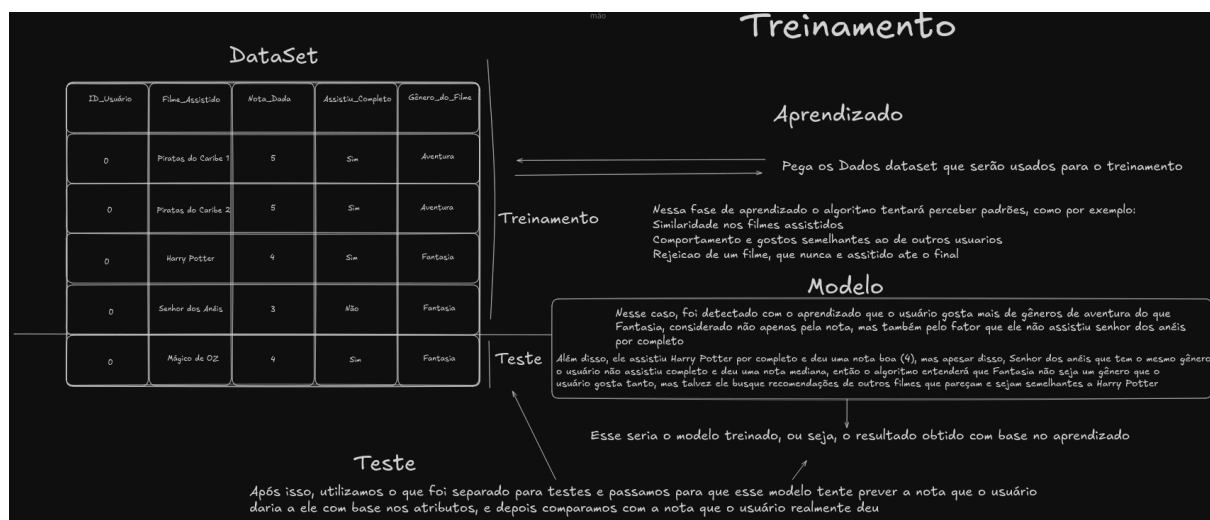 mão
Treinamento
DataSet
ID_Usuário Filme_Assistido Nota_Dada Assistiu_Completo Gênero_do_Filme
0 Piratas do Caribe 1 5 Sim Aventura
0 Piratas do Caribe 2 5 Sim Aventura
0 Harry Potter 4 Sim Fantasia
0 Senhor dos Anéis 3 Não Fantasia
0 Mágico de OZ 4 Sim Fantasia
Treinamento
Teste
Aprendizado
Pega os Dados dataset que serão usados para o treinamento
Nessa fase de aprendizado o algoritmo tentará perceber padrões, como por exemplo:
Similaridade nos filmes assistidos
Comportamento e gostos semelhantes ao de outros usuarios
Rejeicao de um filme, que nunca e assitido ate o final
Modelo
Nesse caso, foi detectado com o aprendizado que o usuário gosta mais de gêneros de aventura do que
Fantasia, considerado não apenas pela nota, mas também pelo fator que ele não assistiu senhor dos anéis
por completo
Além disso, ele assistiu Harry Potter por completo e deu uma nota boa (4), mas apesar disso, Senhor dos anéis que tem o mesmo gênero
o usuário não assistiu completo e deu uma nota mediana, então o algoritmo entenderá que Fantasia não seja um gênero que o
usuário gosta tanto, mas talvez ele busque recomendações de outros filmes que pareçam e sejam semelhantes a Harry Potter
Esse seria o modelo treinado, ou seja, o resultado obtido com base no aprendizado
Teste
Após isso, utilizamos o que foi separado para testes e passamos para que esse modelo tente prever a nota que o usuário
daria a ele com base nos atributos, e depois comparamos com a nota que o usuário realmente deu